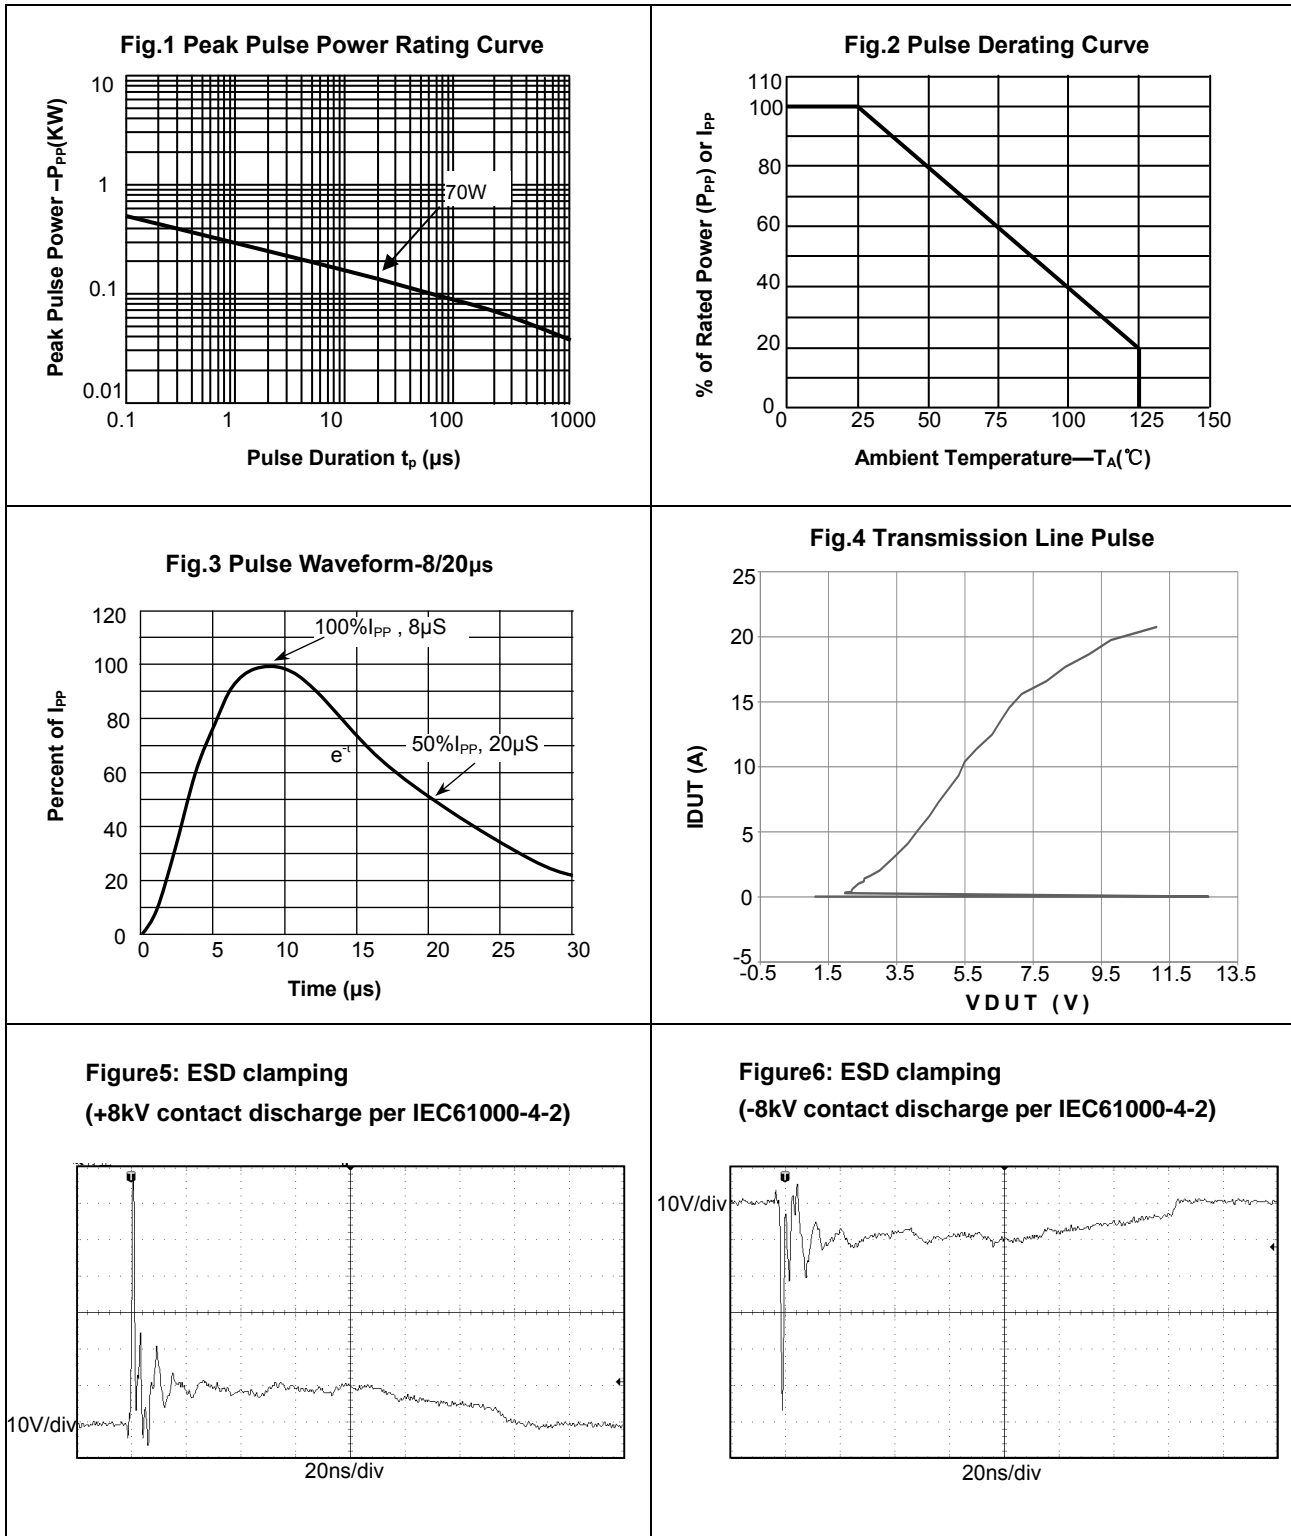 Fig.1 Peak Pulse Power Rating Curve
Peak Pulse Power –PPP(KW)
10
1
0.1
0.01
70W
0.1 1 10 100 1000
Pulse Duration tp (µs)
Fig.2 Pulse Derating Curve
% of Rated Power (PPP) or IPP
110
100
80
60
40
20
0
0 25 50 75 100 125 150
Ambient Temperature—TA(℃)
Fig.3 Pulse Waveform-8/20µs
Percent of IPP
120
100
80
60
40
20
0
100%IPP , 8µS
e-t
50%IPP, 20µS
0 5 10 15 20 25 30
Time (µs)
Fig.4 Transmission Line Pulse
IDUT (A)
25
20
15
10
5
0
-5
-0.5 1.5 3.5 5.5 7.5 9.5 11.5 13.5
VDUT (V)
Figure5: ESD clamping
(+8kV contact discharge per IEC61000-4-2)
T
10V/div
20ns/div
Figure6: ESD clamping
(-8kV contact discharge per IEC61000-4-2)
T
10V/div
20ns/div